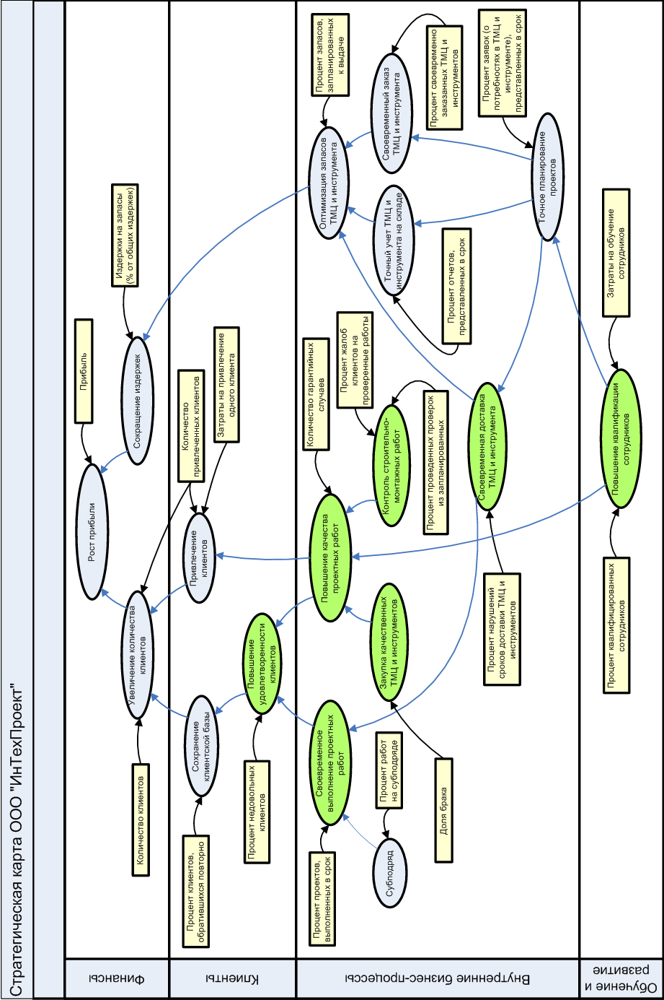 Стратегическая карта ООО "ИнТехПроект"
Финансы
Количество клиентов
Увеличение количества
клиентов
Рост прибыли
Прибыль
Сокращение издержек
Издержки на запасы
(% от общих издержек)
Клиенты
Процент клиентов,
обратившихся повторно
Сохранение
клиентской базы
Процент недовольных
клиентов
Повышение
удовлетворенности
клиентов
Привлечение
клиентов
Количество
привлеченных клиентов
Затраты на привлечение
одного клиента
Внутренние бизнес-процессы
Процент проектов,
выполненных в срок
Своевременное
выполнение проектных
работ
Субподряд
Процент работ
на субподряде
Доля брака
Закупка качественных
ТМЦ и инструментов
Повышение качества
проектных работ
Количество гарантийных
случаев
Контроль строительно-
монтажных работ
Процент жалоб
клиентов на
проверенные работы
Процент проведенных проверок
из запланированных
Процент нарушений
сроков доставки ТМЦ и
инструментов
Своевременная доставка
ТМЦ и инструмента
Оптимизация запасов
ТМЦ и инструмента
Процент запасов,
запланированных
к выдаче
Точный учет ТМЦ и
инструмента на складе
Процент отчетов,
представленных в срок
Своевременный заказ
ТМЦ и инструмента
Процент своевременно
заказанных ТМЦ и
инструментов
Точное планирование
проектов
Процент заявок (о
потребностях в ТМЦ и
инструменте),
представленных в срок
Обучение и
развитие
Процент квалифицированных
сотрудников
Повышение квалификации
сотрудников
Затраты на обучение
сотрудников